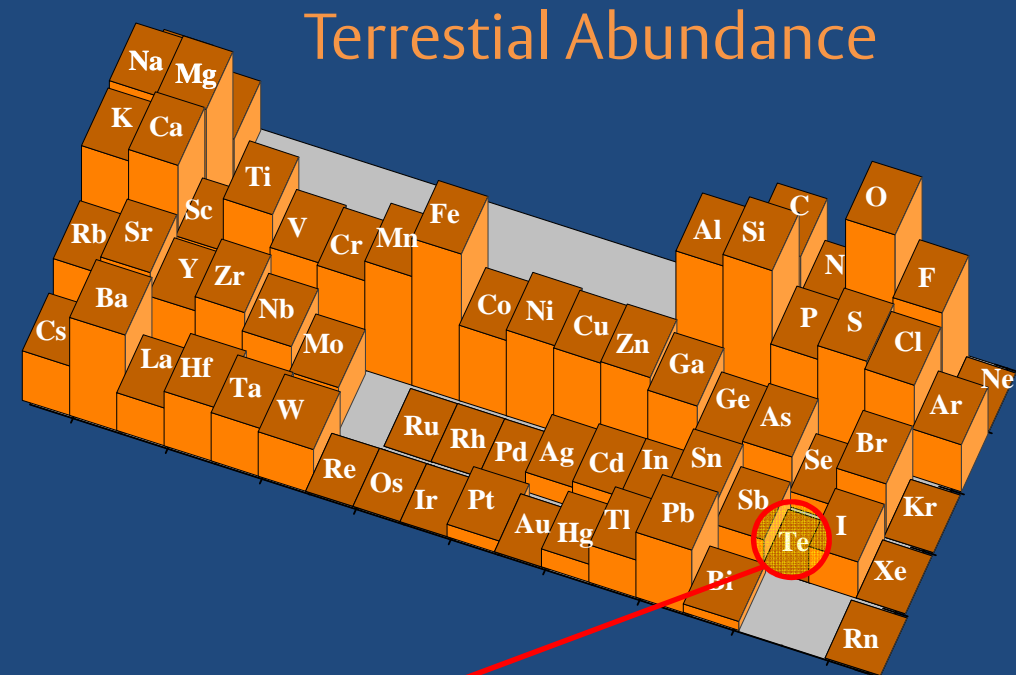 Terrestial Abundance
Na Mg
K Ca
Sc Ti V Cr Mn Fe Co Ni Cu Zn Ga Ge As Se Br Kr
Al Si P S Cl Ar
C N O F Ne
Rb Sr Y Zr Nb Mo Ru Rh Pd Ag Cd In Sn Sb Te I Xe
Cs Ba La Hf Ta W Re Os Ir Pt Au Hg Tl Pb Bi Rn